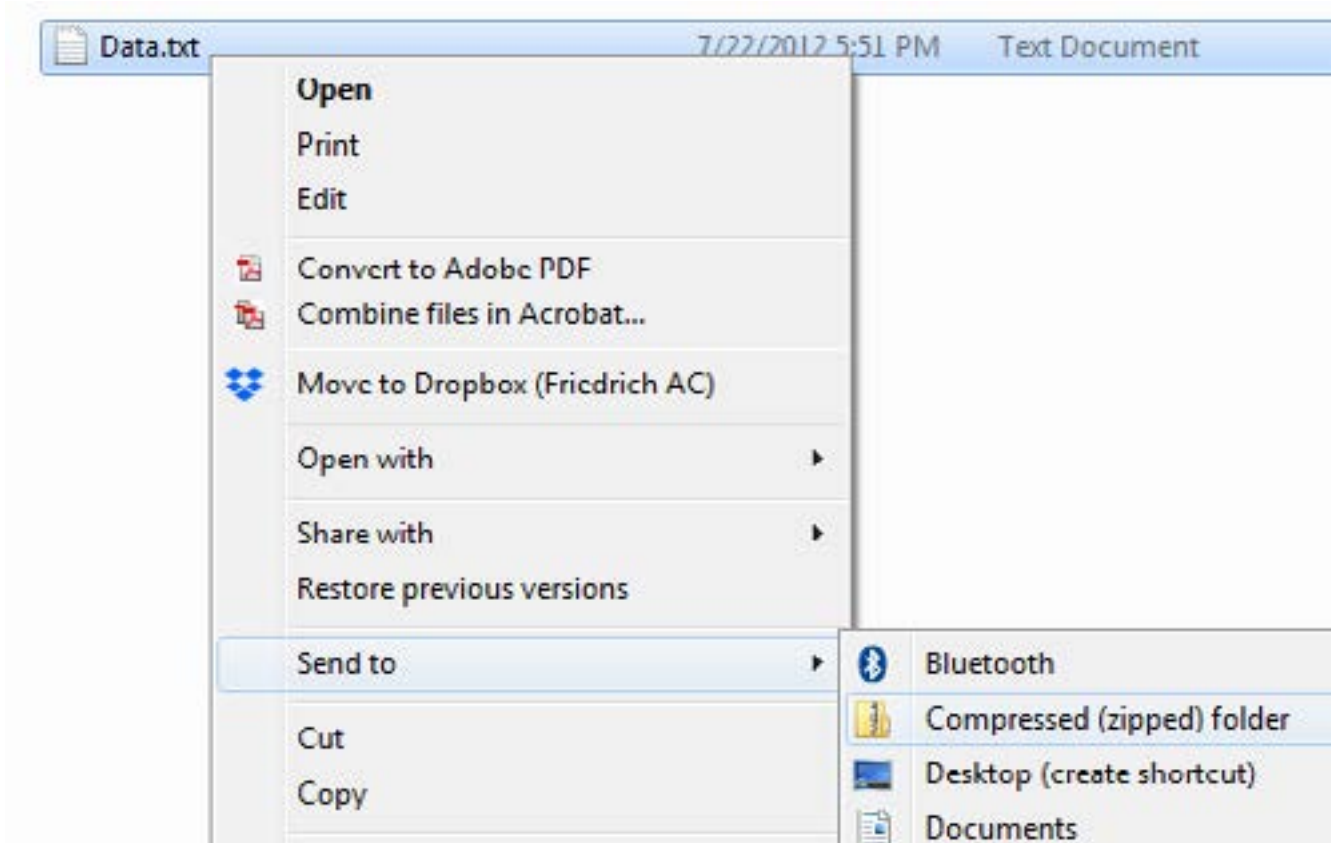 Data.txt 7/22/2012 5:51 PM Text Document
Open
Print
Edit
Convert to Adobe PDF
Combine files in Acrobat...
Move to Dropbox (Friedrich AC)
Open with
Share with
Restore previous versions
Send to
Cut
Copy
Bluetooth
Compressed (zipped) folder
Desktop (create shortcut)
Documents